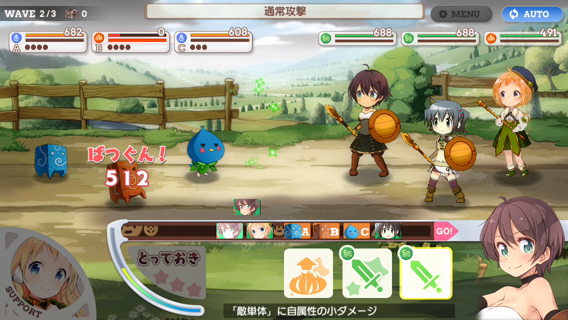 WAVE 2/3 0
通常攻撃
MENU
AUTO
682
0
608
688
688
491
A
B
C
ばつぐん!
512
A B C
GO!
とっておき
SUPPORT
「敵単体」に自属性の小ダメージ